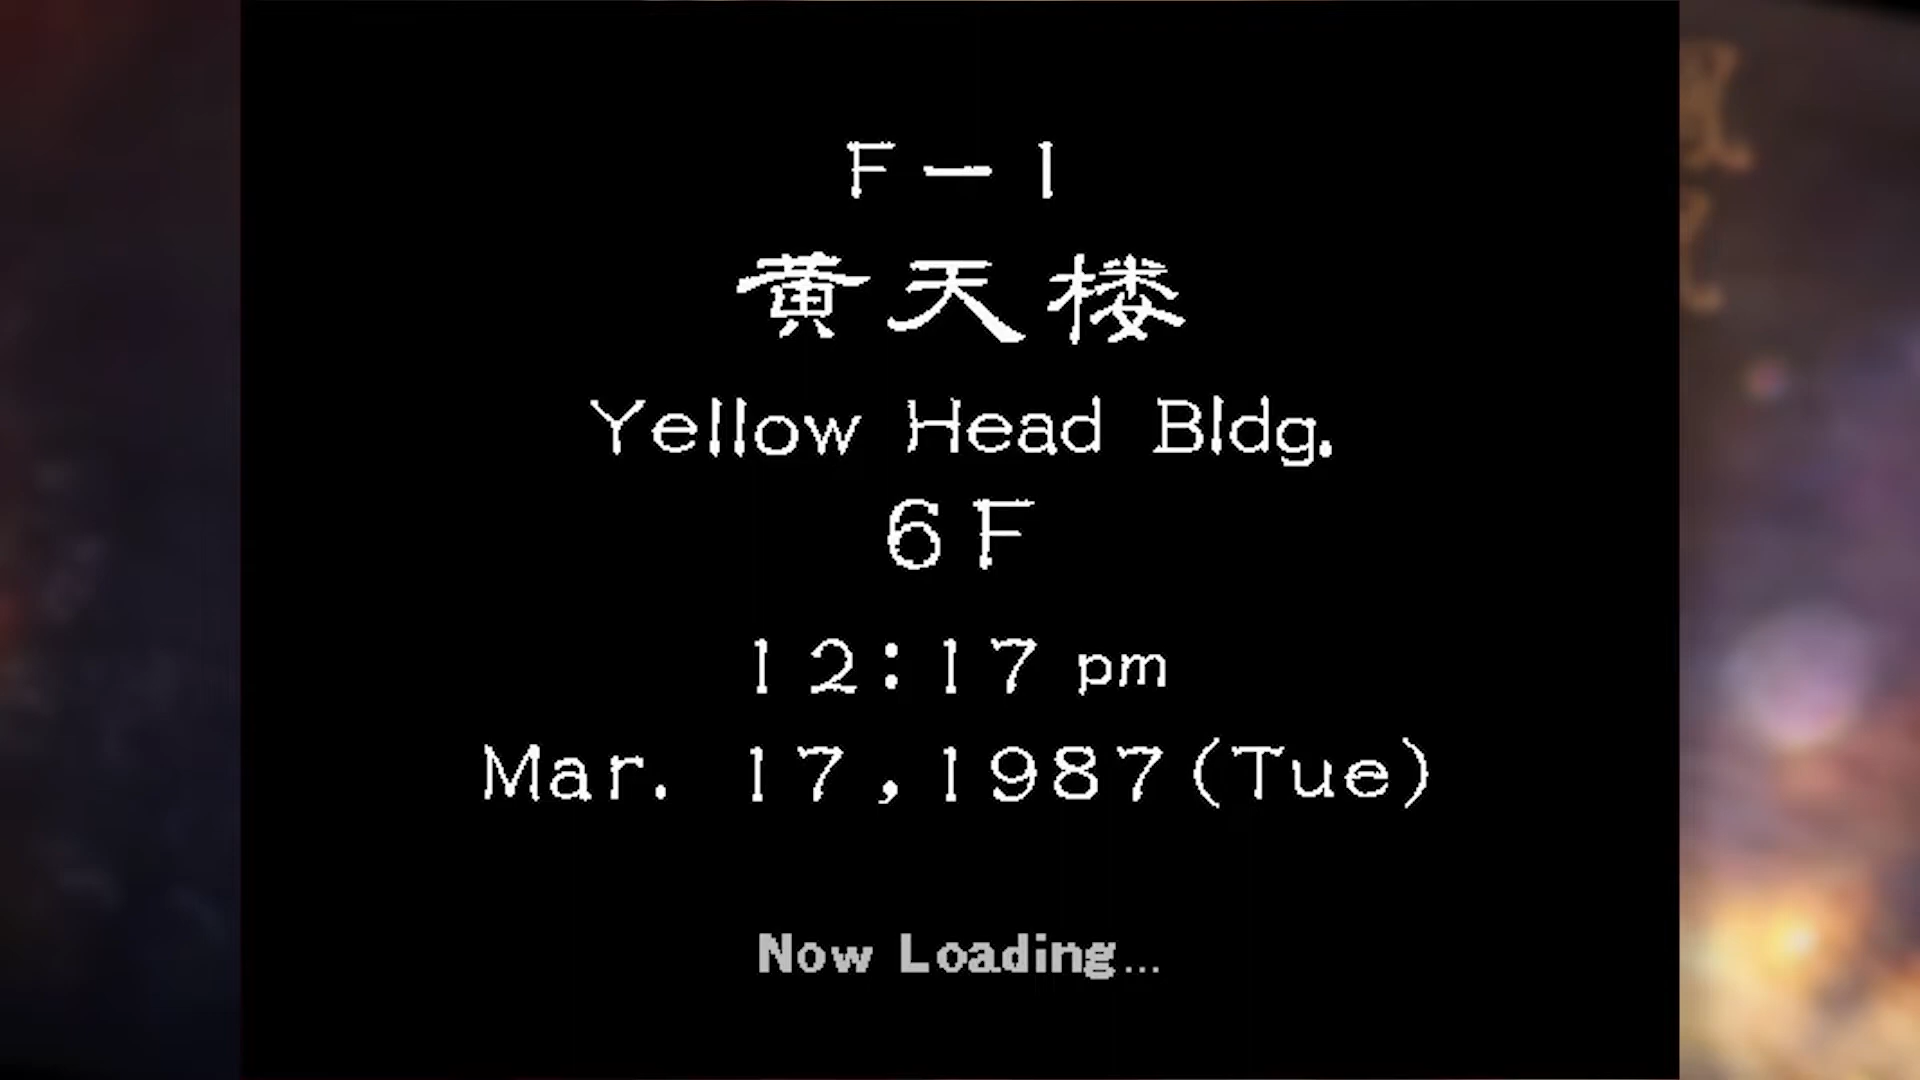 F-1
黄天楼
Yellow Head Bldg.
6F
12:17 pm
Mar. 17,1987(Tue)
Now Loading...